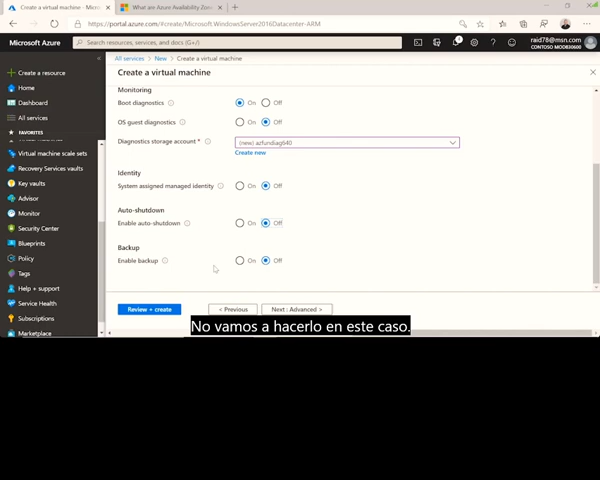 Create a virtual machine - Micro
What are Azure Availability Zon
https://portal.azure.com/#create/Microsoft.WindowsServer2016Datacenter-ARM
Microsoft Azure
Search resources, services, and docs (G+/)
1
raid78@msn.com
CONTOSO MODB30600
Create a resource
Home
Dashboard
All services
FAVORITES
Virtual machine scale sets
Recovery Services vaults
Key vaults
Advisor
Monitor
Security Center
Blueprints
Policy
Tags
Help + support
Service Health
Subscriptions
Marketplace
All services > New > Create a virtual machine
Create a virtual machine
Monitoring
Boot diagnostics On Off
OS guest diagnostics On Off
Diagnostics storage account * (new) azfundiag640
Create new
Identity
System assigned managed identity On Off
Auto-shutdown
Enable auto-shutdown On Off
Backup
Enable backup On Off
Review + create < Previous Next : Advanced >
No vamos a hacerlo en este caso.